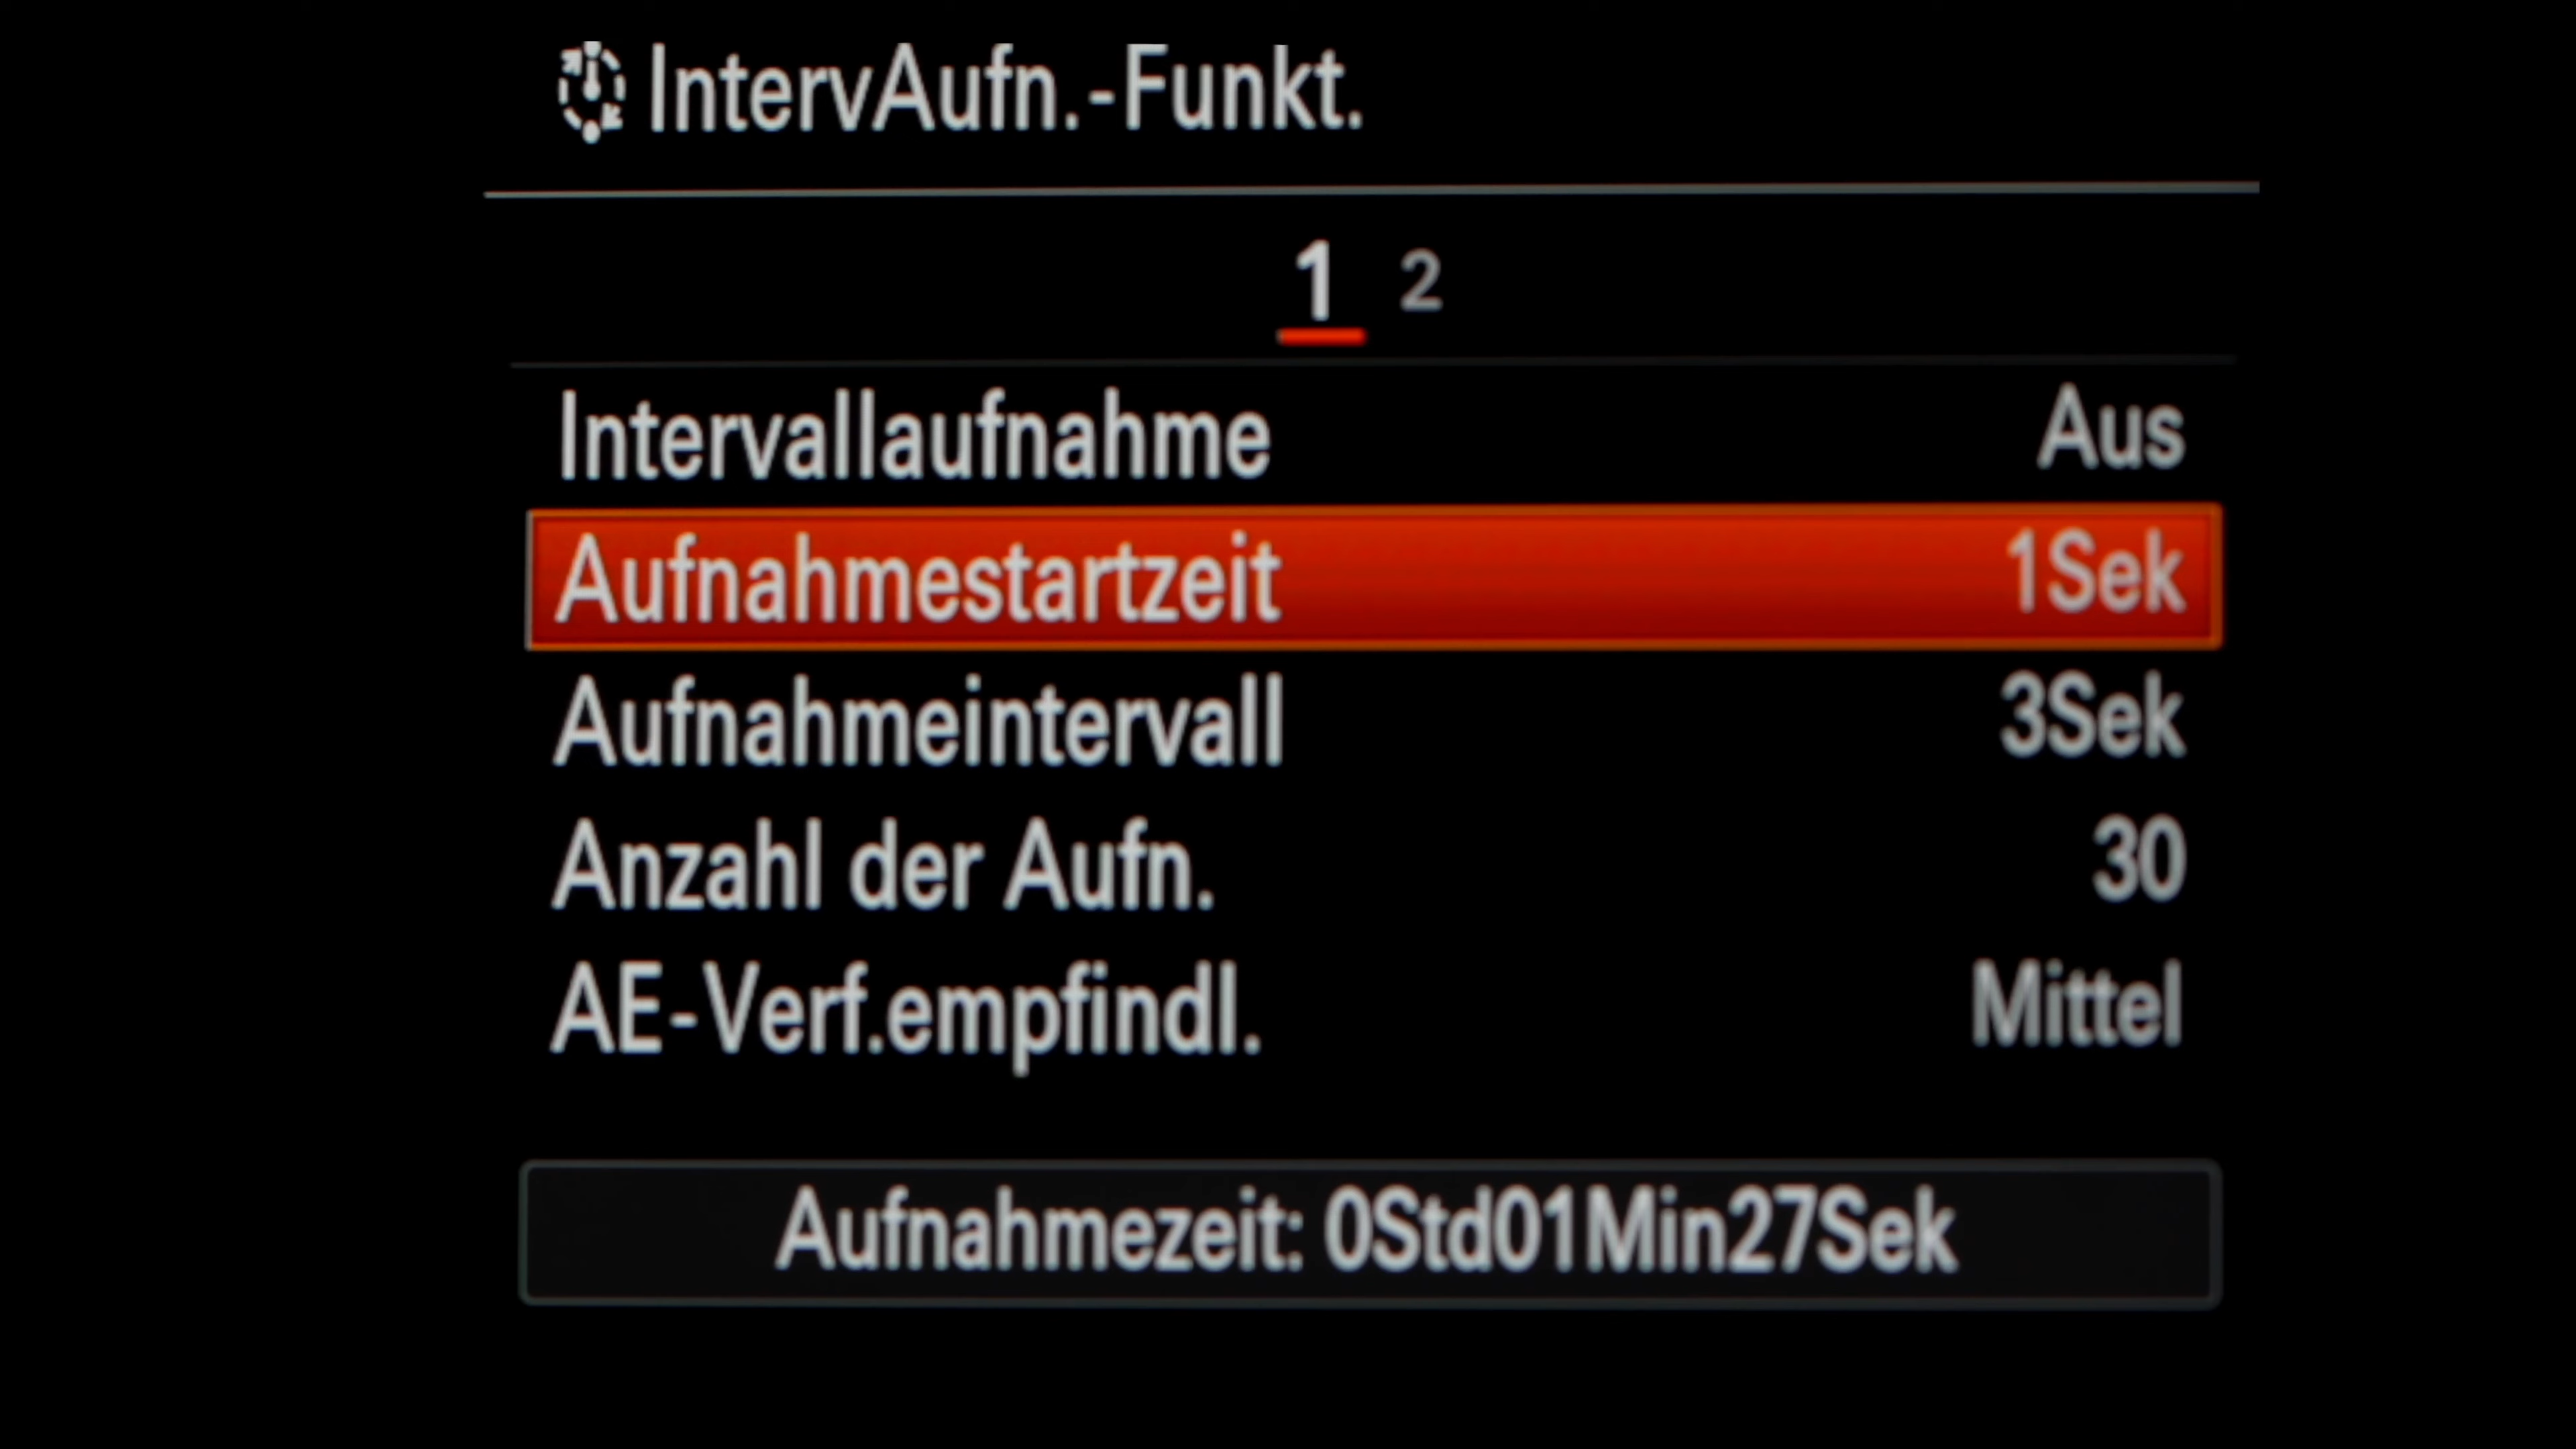 IntervAufn.-Funkt.
1 2
Intervallaufnahme Aus
Aufnahmestartzeit 1Sek
Aufnahmeintervall 3Sek
Anzahl der Aufn. 30
AE-Verf.empfindl. Mittel
Aufnahmezeit: 0Std01Min27Sek